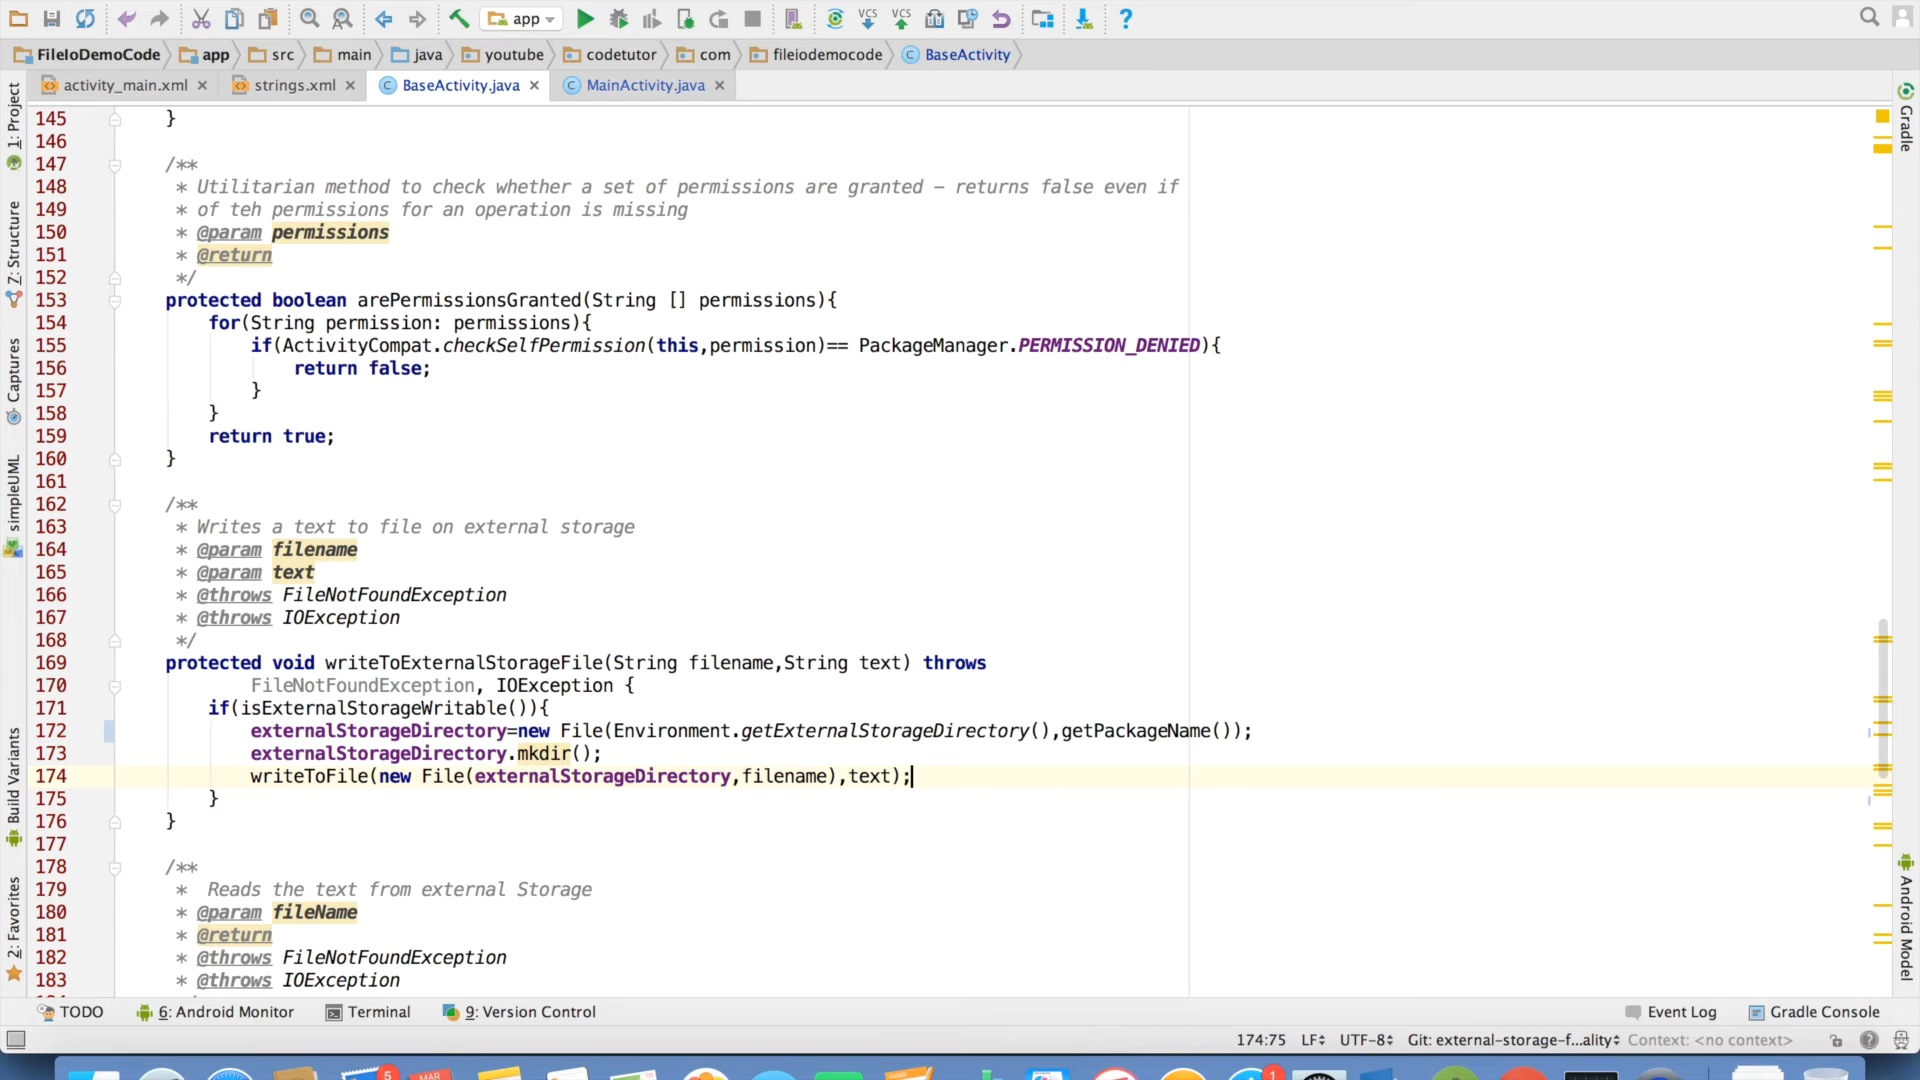 app
FileIoDemoCode app src main java youtube codetutor com fileiodemocode BaseActivity
activity_main.xml strings.xml BaseActivity.java MainActivity.java
1: Project
7: Structure
Captures
simpleUML
Build Variants
2: Favorites
145 }
146
147 /**
148 * Utilitarian method to check whether a set of permissions are granted – returns false even if
149 * of teh permissions for an operation is missing
150 * @param permissions
151 * @return
152 */
153 protected boolean arePermissionsGranted(String [] permissions){
154 for(String permission: permissions){
155 if(ActivityCompat.checkSelfPermission(this,permission)== PackageManager.PERMISSION_DENIED){
156 return false;
157 }
158 }
159 return true;
160 }
161
162 /**
163 * Writes a text to file on external storage
164 * @param filename
165 * @param text
166 * @throws FileNotFoundException
167 * @throws IOException
168 */
169 protected void writeToExternalStorageFile(String filename,String text) throws
170 FileNotFoundException, IOException {
171 if(isExternalStorageWritable()){
172 externalStorageDirectory=new File(Environment.getExternalStorageDirectory(),getPackageName());
173 externalStorageDirectory.mkdir();
174 writeToFile(new File(externalStorageDirectory,filename),text);
175 }
176 }
177
178 /**
179 * Reads the text from external Storage
180 * @param fileName
181 * @return
182 * @throws FileNotFoundException
183 * @throws IOException
Gradle
Android Model
TODO 6: Android Monitor Terminal 9: Version Control Event Log Gradle Console
174:75 LF UTF-8 Git: external-storage-f...ality Context: <no context>
5 MAR 1